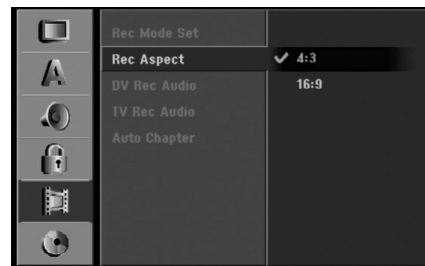 Rec Mode Set
Rec Aspect
4:3
DV Rec Audio
16:9
TV Rec Audio
Auto Chapter